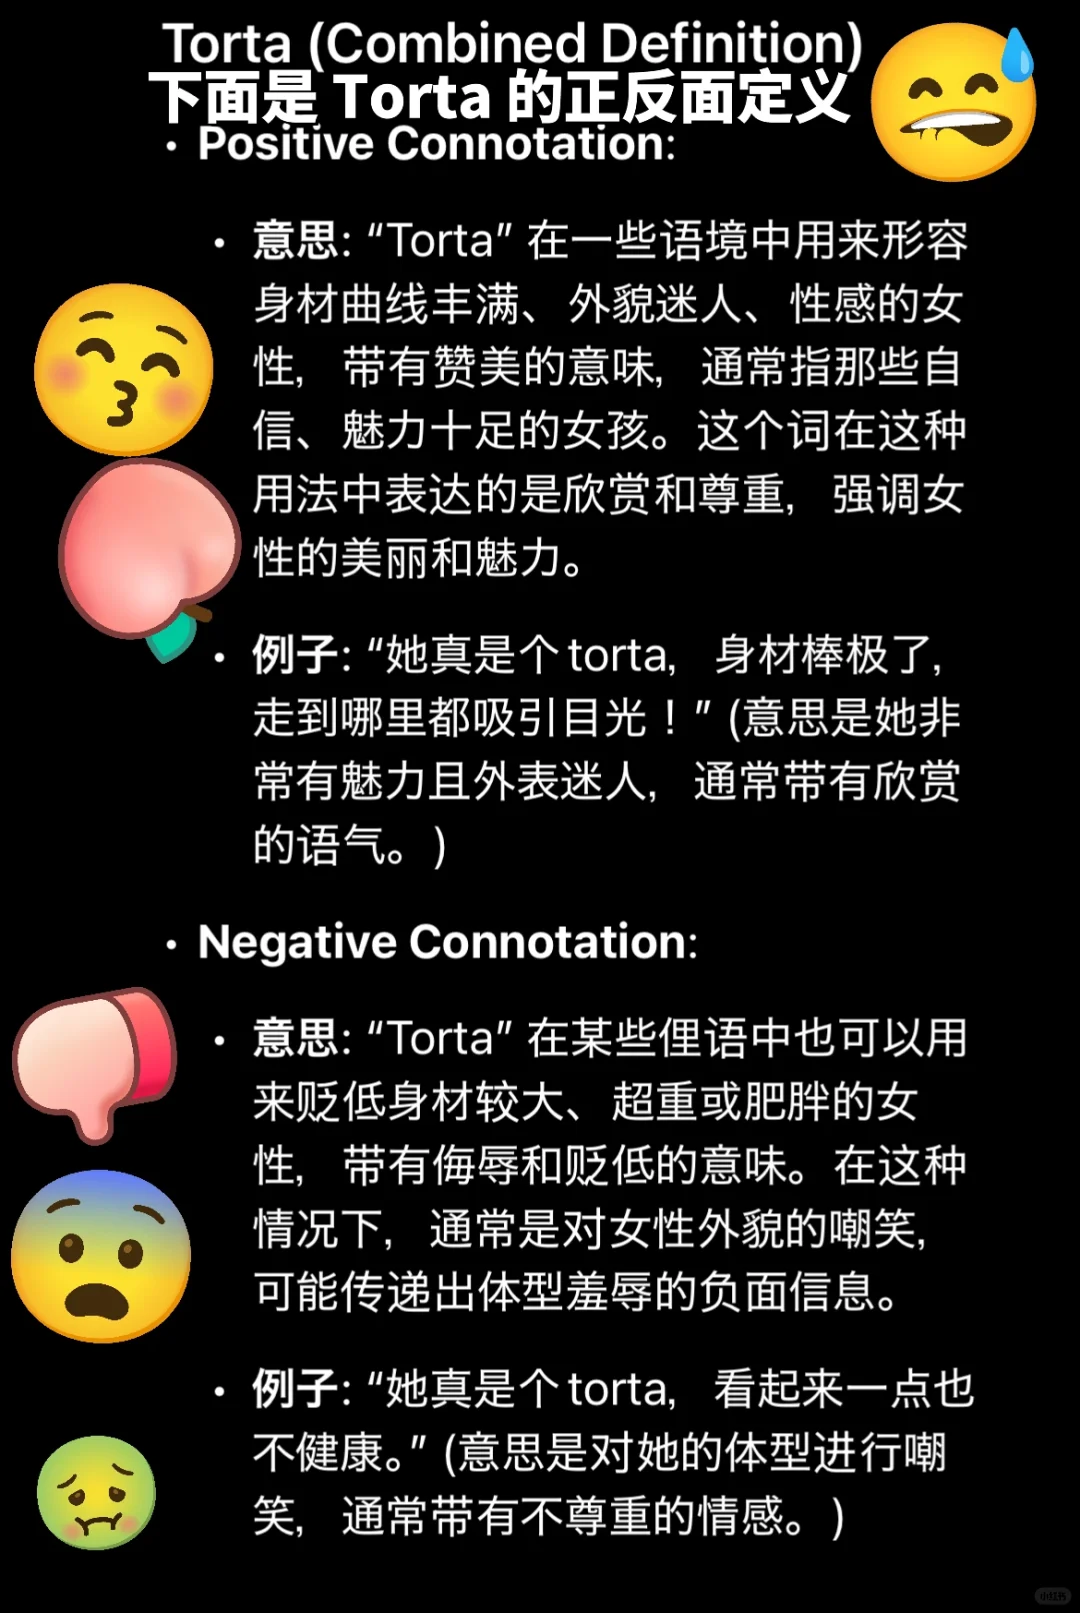 Torta (Combined Definition)
下面是 Torta 的正反面定义
• Positive Connotation:
• 意思: “Torta” 在一些语境中用来形容
身材曲线丰满、外貌迷人、性感的女
性, 带有赞美的意味, 通常指那些自
信、魅力十足的女孩。这个词在这种
用法中表达的是欣赏和尊重, 强调女
性的美丽和魅力。
• 例子: “她真是个 torta, 身材棒极了,
走到哪里都吸引目光！” (意思是她非
常有魅力且外表迷人, 通常带有欣赏
的语气。)
• Negative Connotation:
• 意思: “Torta” 在某些俚语中也可以用
来贬低身材较大、超重或肥胖的女
性, 带有侮辱和贬低的意味。在这种
情况下, 通常是对女性外貌的嘲笑,
可能传递出体型羞辱的负面信息。
• 例子: “她真是个 torta, 看起来一点也
不健康。” (意思是对她的体型进行嘲
笑, 通常带有不尊重的情感。)
小红书